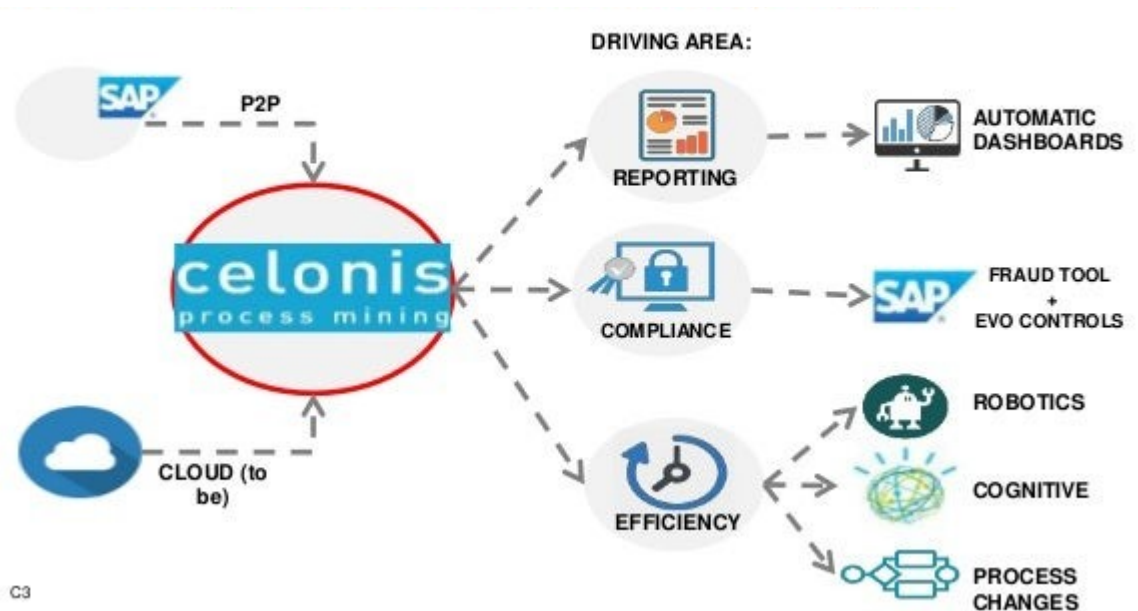 DRIVING AREA:
SAP
P2P
REPORTING
AUTOMATIC
DASHBOARDS
celonis
process mining
COMPLIANCE
SAP
FRAUD TOOL
+
EVO CONTROLS
CLOUD (to
be)
EFFICIENCY
ROBOTICS
COGNITIVE
PROCESS
CHANGES
C3